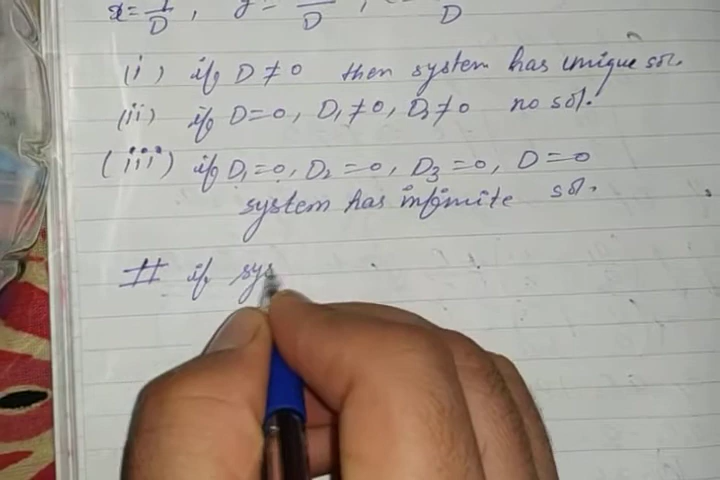 x = 1/D , y = /D , /D
(i) if D ≠ 0 then system has unique sol.
(ii) if D=0, D₁≠0, D₃≠0 no sol.
(iii) if D₁=0, D₂=0, D₃=0, D=0
system has infinite sol.
# if sys